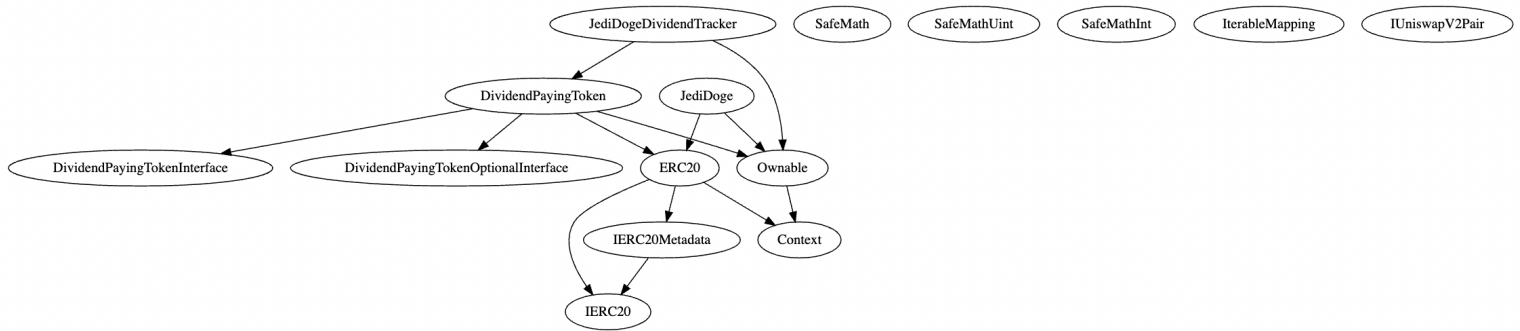 JediDogeDividendTracker
SafeMath
SafeMathUint
SafeMathInt
IterableMapping
IUniswapV2Pair
DividendPayingToken
JediDoge
DividendPayingTokenInterface
DividendPayingTokenOptionalInterface
ERC20
Ownable
IERC20Metadata
Context
IERC20